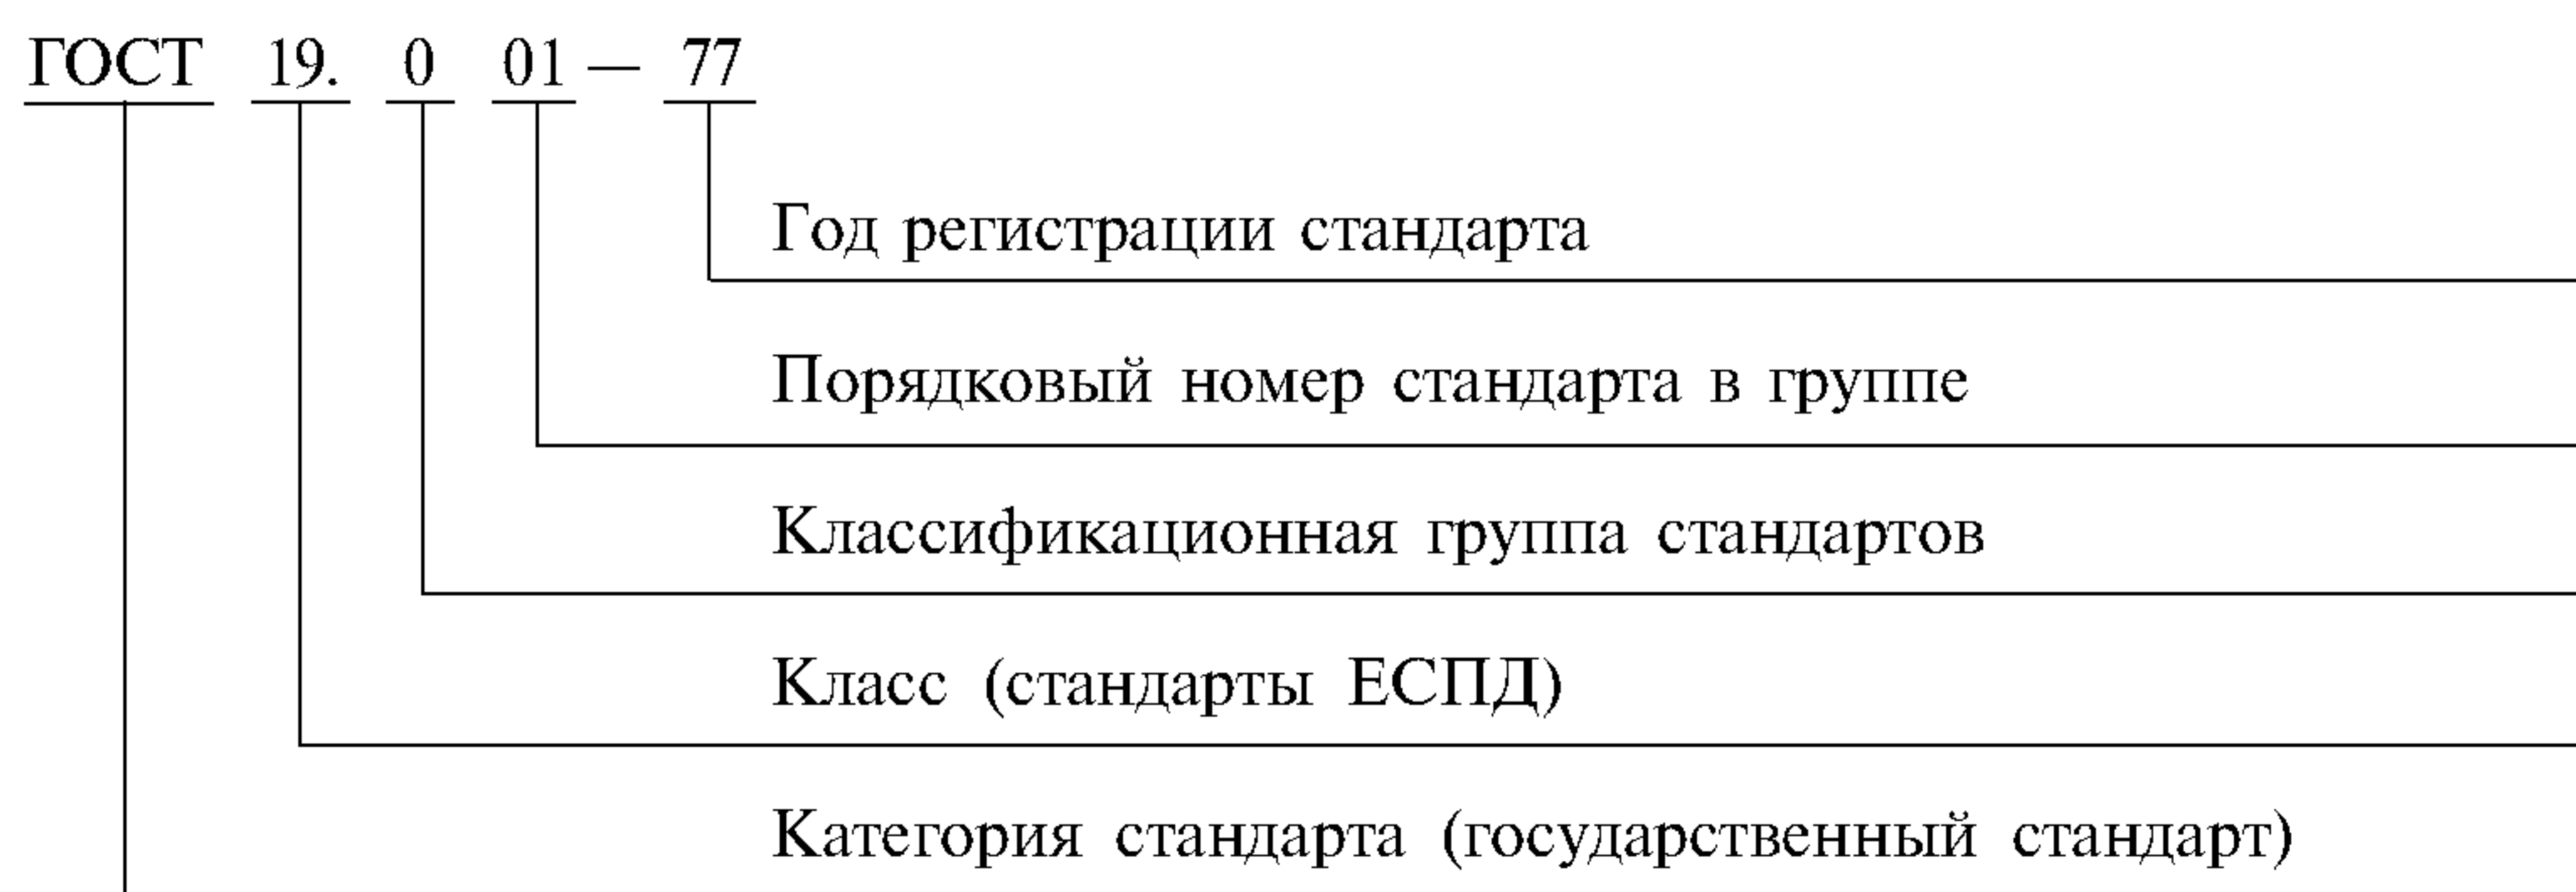 ГОСТ 19. 0 01 — 77
Год регистрации стандарта
Порядковый номер стандарта в группе
Классификационная группа стандартов
Класс (стандарты ЕСПД)
Категория стандарта (государственный стандарт)